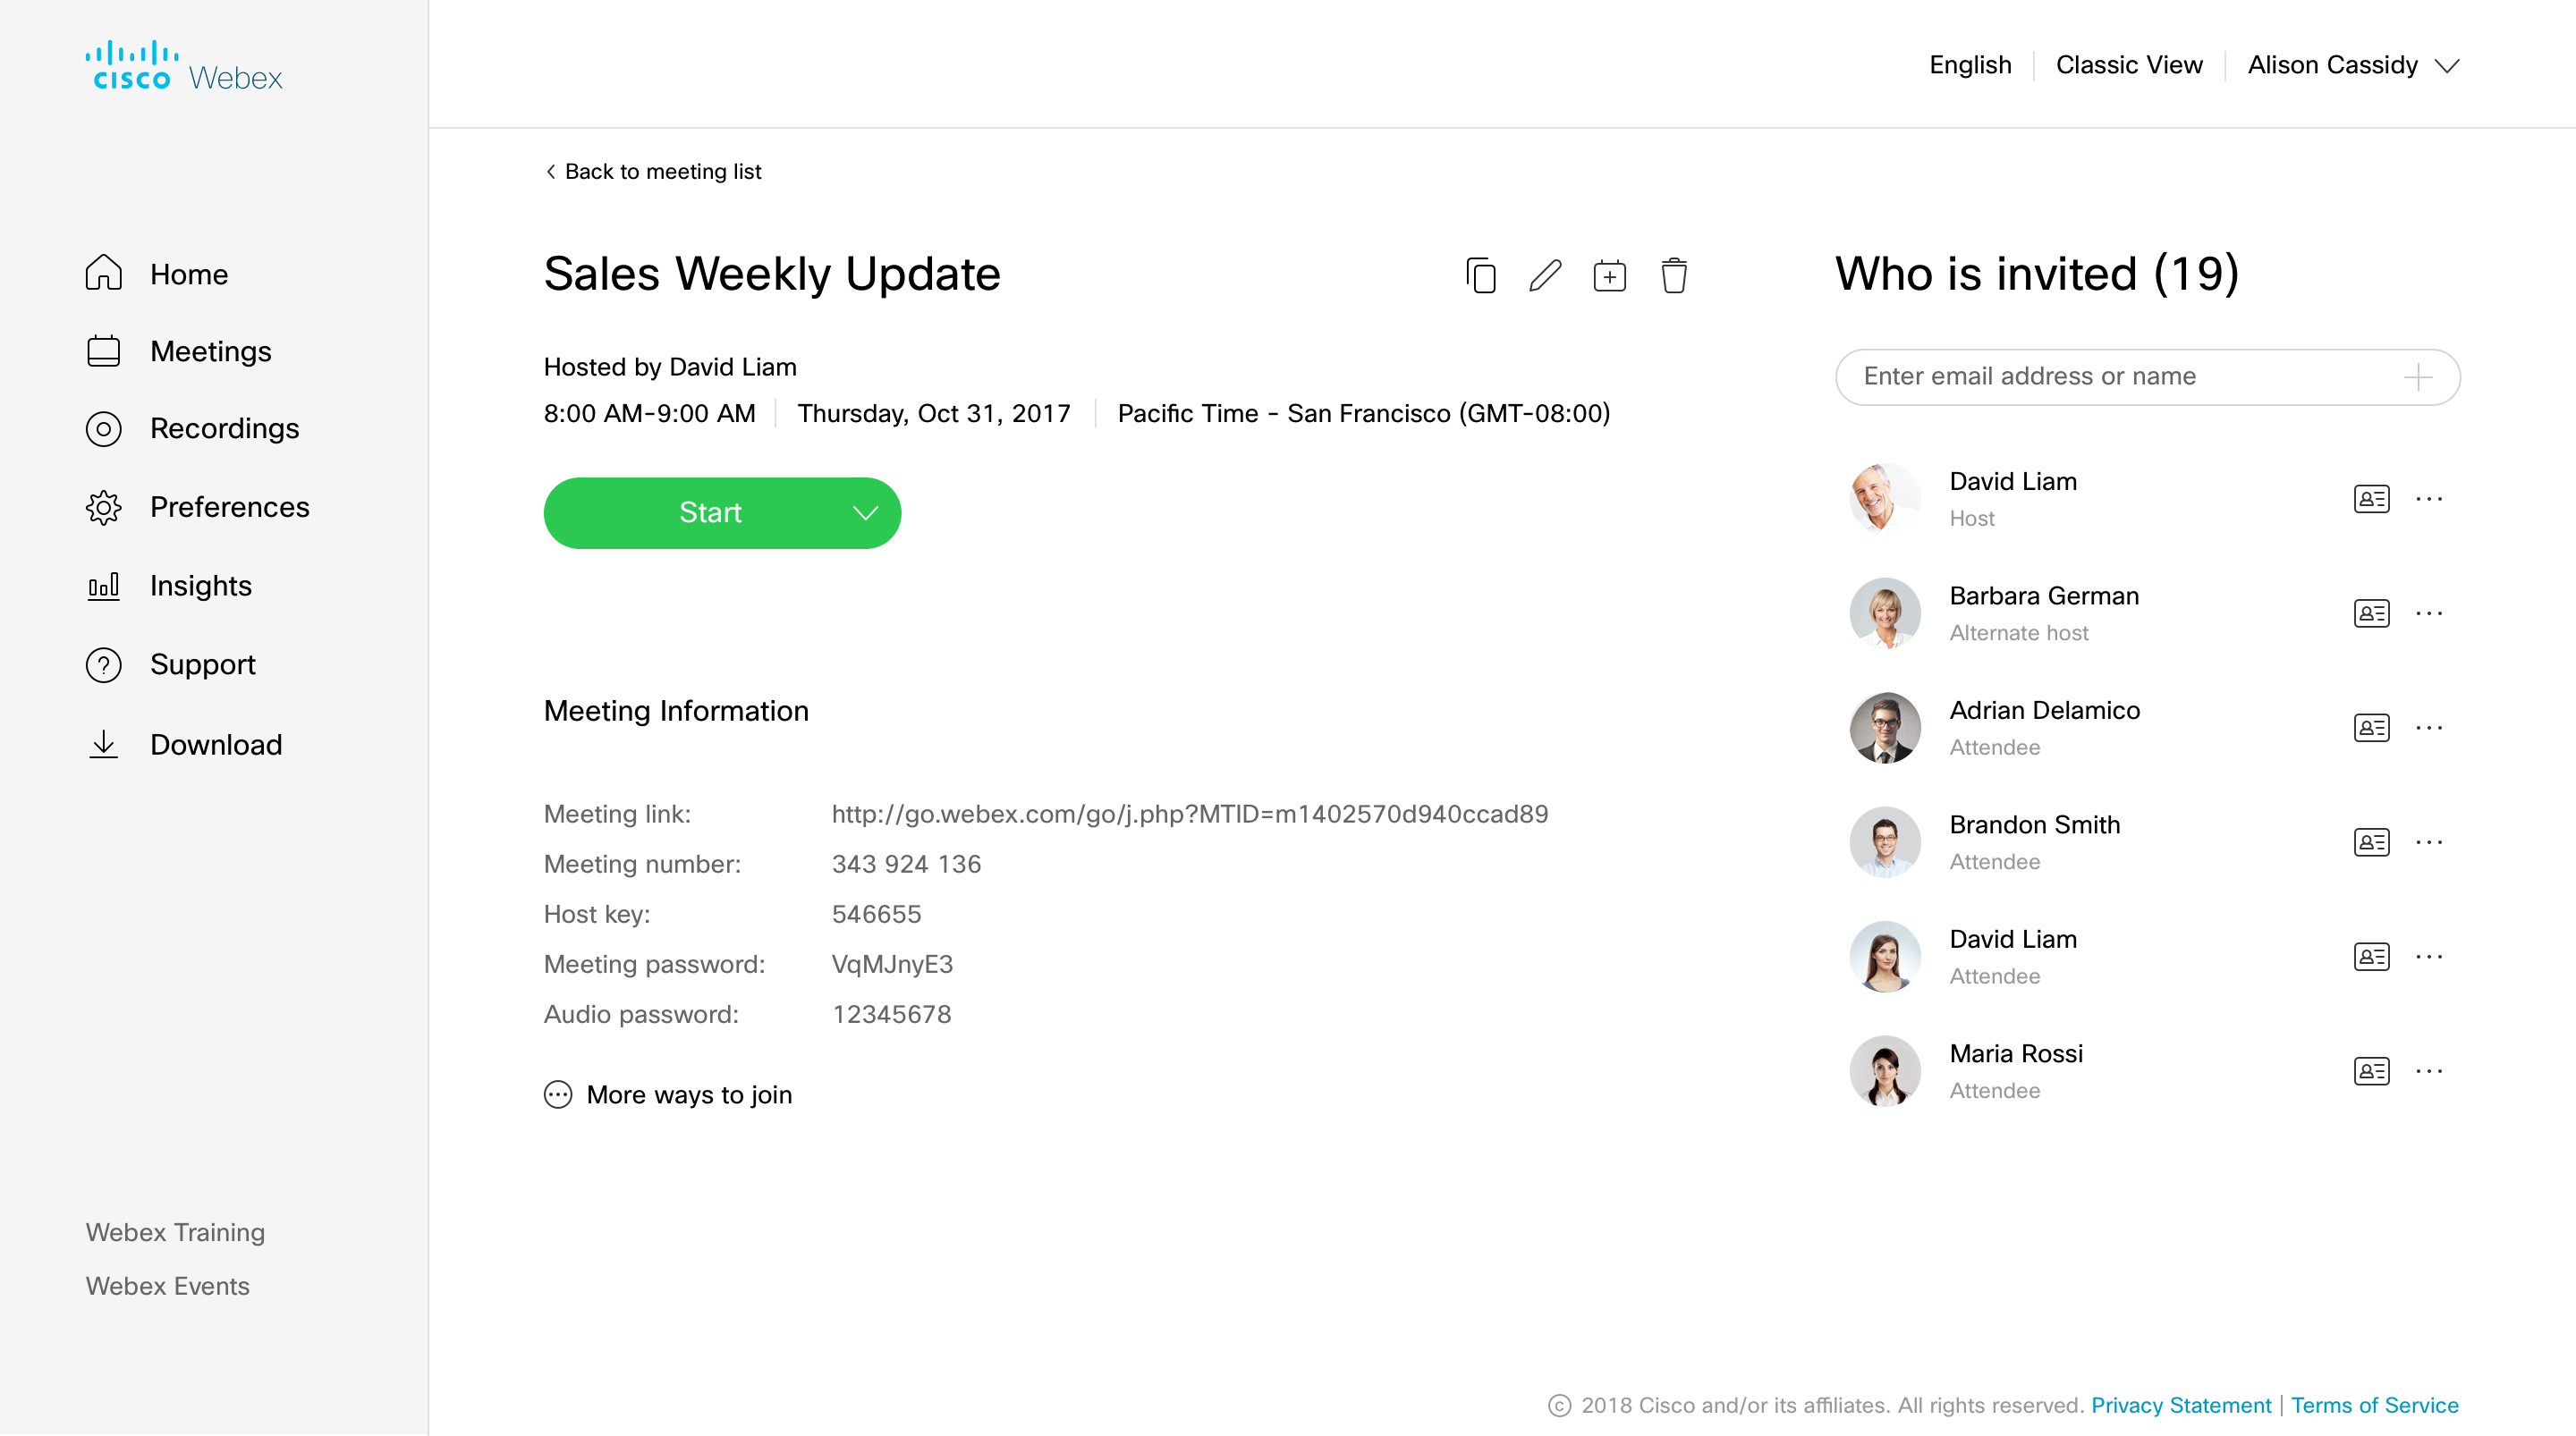 cisco Webex
English
Classic View
Alison Cassidy
Home
Meetings
Recordings
Preferences
Insights
Support
Download
Webex Training
Webex Events
Back to meeting list
Sales Weekly Update
Hosted by David Liam
8:00 AM-9:00 AM
Thursday, Oct 31, 2017
Pacific Time - San Francisco (GMT-08:00)
Start
Meeting Information
Meeting link: http://go.webex.com/go/j.php?MTID=m1402570d940ccad89
Meeting number: 343 924 136
Host key: 546655
Meeting password: VqMJnyE3
Audio password: 12345678
More ways to join
Who is invited (19)
Enter email address or name
David Liam
Host
Barbara German
Alternate host
Adrian Delamico
Attendee
Brandon Smith
Attendee
David Liam
Attendee
Maria Rossi
Attendee
© 2018 Cisco and/or its affiliates. All rights reserved. Privacy Statement | Terms of Service